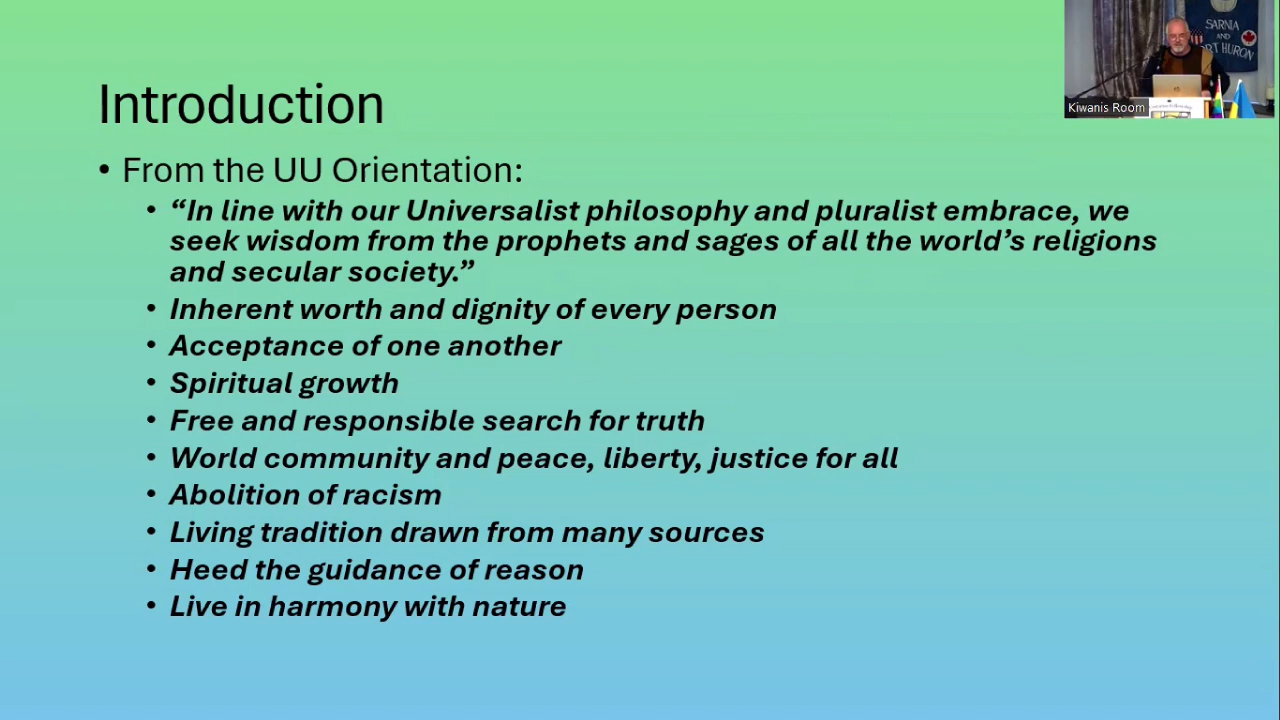 Introduction
• From the UU Orientation:
• “In line with our Universalist philosophy and pluralist embrace, we
seek wisdom from the prophets and sages of all the world’s religions
and secular society.”
• Inherent worth and dignity of every person
• Acceptance of one another
• Spiritual growth
• Free and responsible search for truth
• World community and peace, liberty, justice for all
• Abolition of racism
• Living tradition drawn from many sources
• Heed the guidance of reason
• Live in harmony with nature
SARNIA
AND
HURON
Kiwanis Room